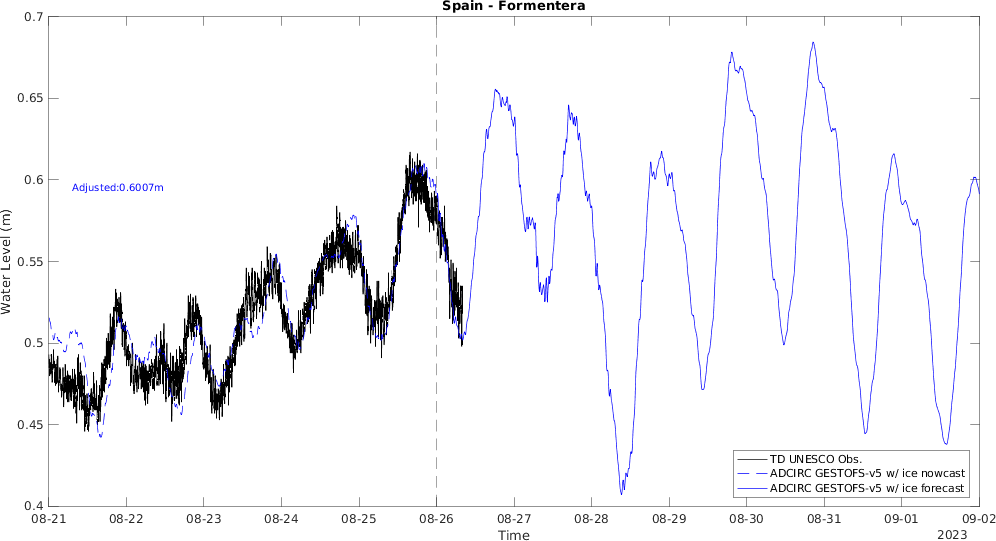 Spain - Formentera
0.7
0.65
0.6
0.55
0.5
0.45
0.4
Water Level (m)
Adjusted:0.6007m
TD UNESCO Obs.
ADCIRC GESTOFS-v5 w/ ice nowcast
ADCIRC GESTOFS-v5 w/ ice forecast
08-21 08-22 08-23 08-24 08-25 08-26 08-27 08-28 08-29 08-30 08-31 09-01 09-02
Time
2023